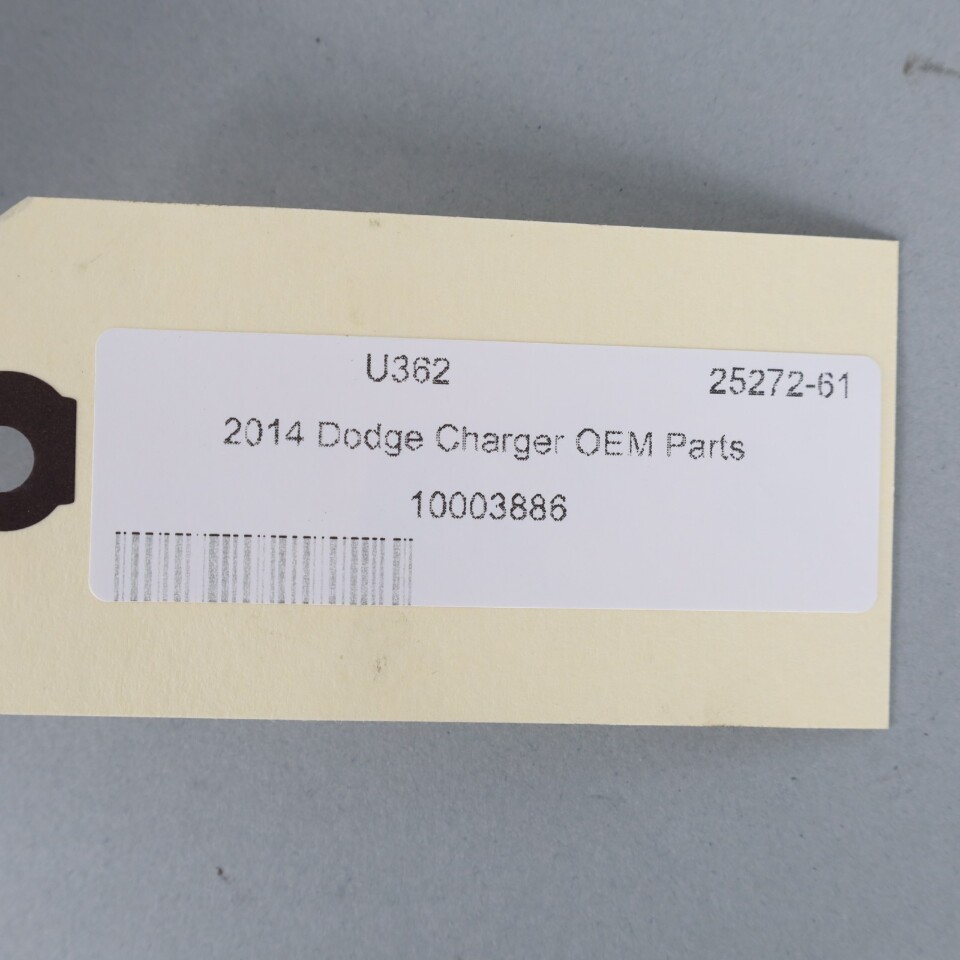 U362 25272-61
2014 Dodge Charger OEM Parts
10003886